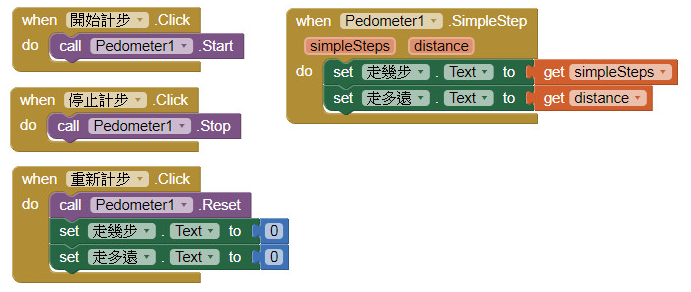 when 開始計步 .Click
do call Pedometer1 .Start
when 停止計步 .Click
do call Pedometer1 .Stop
when 重新計步 .Click
do call Pedometer1 .Reset
set 走幾步 . Text to 0
set 走多遠 . Text to 0
when Pedometer1 .SimpleStep
simpleSteps distance
do set 走幾步 . Text to get simpleSteps
set 走多遠 . Text to get distance